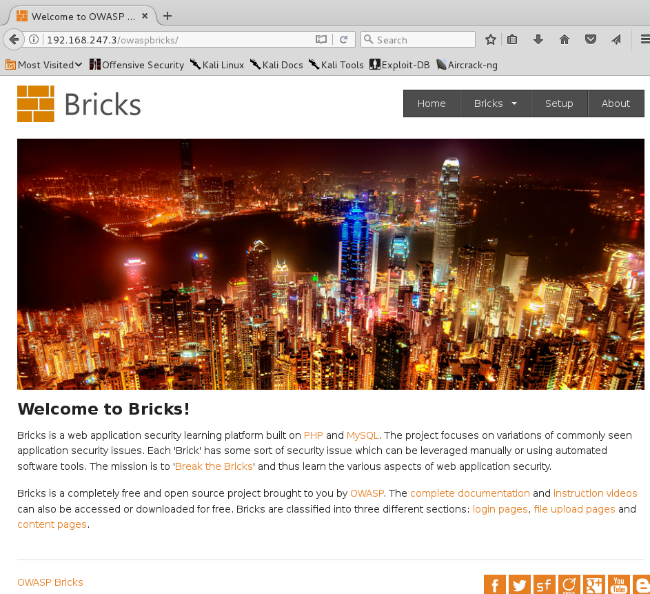 Welcome to OWASP ...
192.168.247.3/owaspbricks/
Search
Most Visited
Offensive Security
Kali Linux
Kali Docs
Kali Tools
Exploit-DB
Aircrack-ng
Bricks
Home
Bricks
Setup
About
Welcome to Bricks!
Bricks is a web application security learning platform built on PHP and MySQL. The project focuses on variations of commonly seen
application security issues. Each 'Brick' has some sort of security issue which can be leveraged manually or using automated
software tools. The mission is to 'Break the Bricks' and thus learn the various aspects of web application security.
Bricks is a completely free and open source project brought to you by OWASP. The complete documentation and instruction videos
can also be accessed or downloaded for free. Bricks are classified into three different sections: login pages, file upload pages and
content pages.
OWASP Bricks